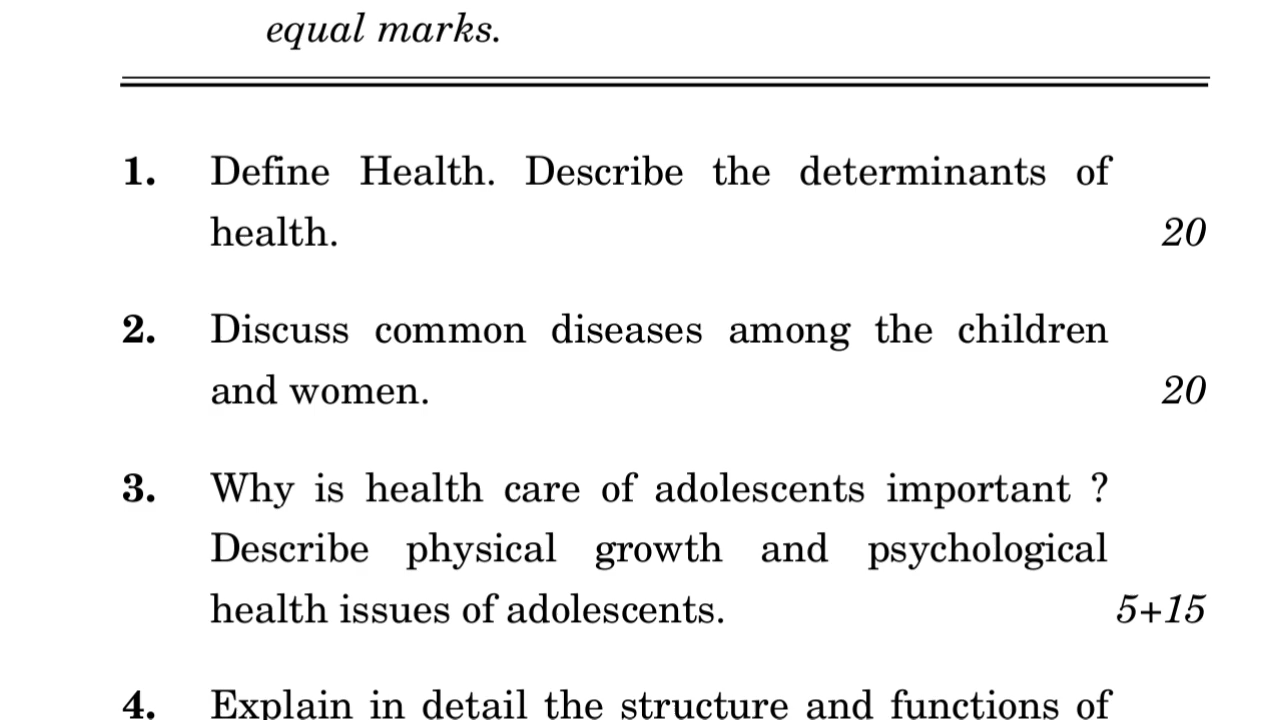 equal marks.
1. Define Health. Describe the determinants of
health. 20
2. Discuss common diseases among the children
and women. 20
3. Why is health care of adolescents important ?
Describe physical growth and psychological
health issues of adolescents. 5+15
4. Explain in detail the structure and functions of